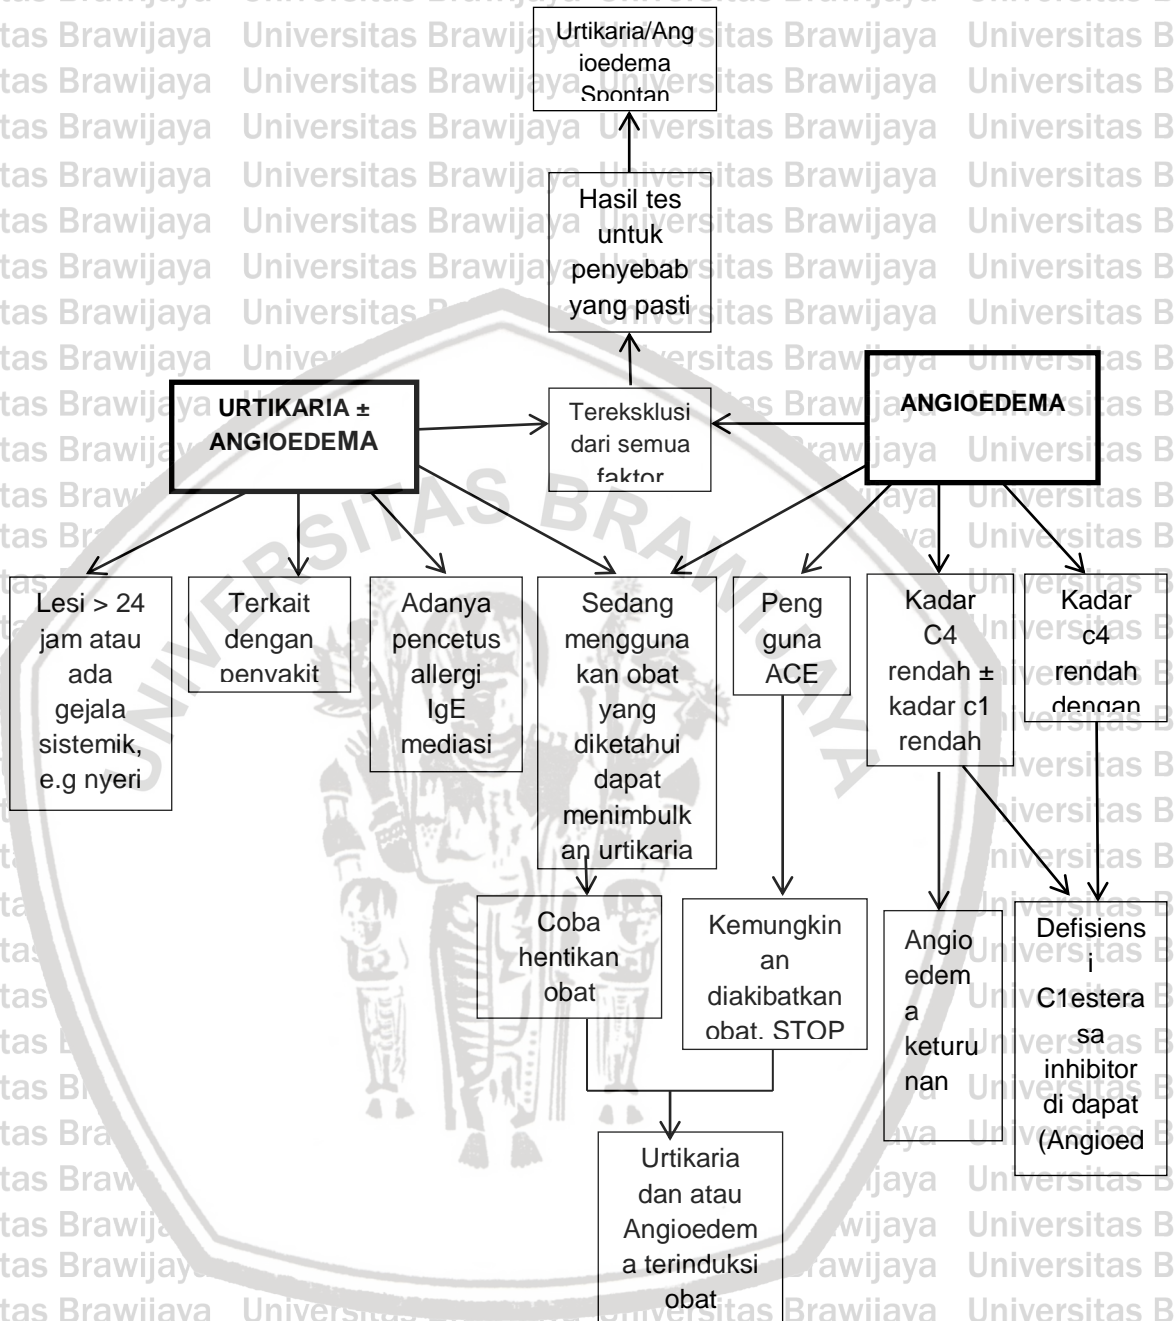 Urtikaria/Ang
ioedema
Spontan
Hasil tes
untuk
penyebab
yang pasti
URTIKARIA ±
ANGIOEDEMA
Tereksklusi
dari semua
faktor
ANGIOEDEMA
Lesi > 24
jam atau
ada
gejala
sistemik,
e.g nyeri
Terkait
dengan
penyakit
Adanya
pencetus
allergi
IgE
mediasi
Sedang
mengguna
kan obat
yang
diketahui
dapat
menimbulk
an urtikaria
Peng
guna
ACE
Kadar
C4
rendah ±
kadar c1
rendah
Kadar
c4
rendah
dengan
Coba
hentikan
obat
Kemungkin
an
diakibatkan
obat. STOP
Angio
edem
a
keturu
nan
Defisiens
i
C1estera
sa
inhibitor
di dapat
(Angioed
Urtikaria
dan atau
Angioedem
a terinduksi
obat
UNIVERSITAS BRAWIJAYA
Universitas Brawijaya